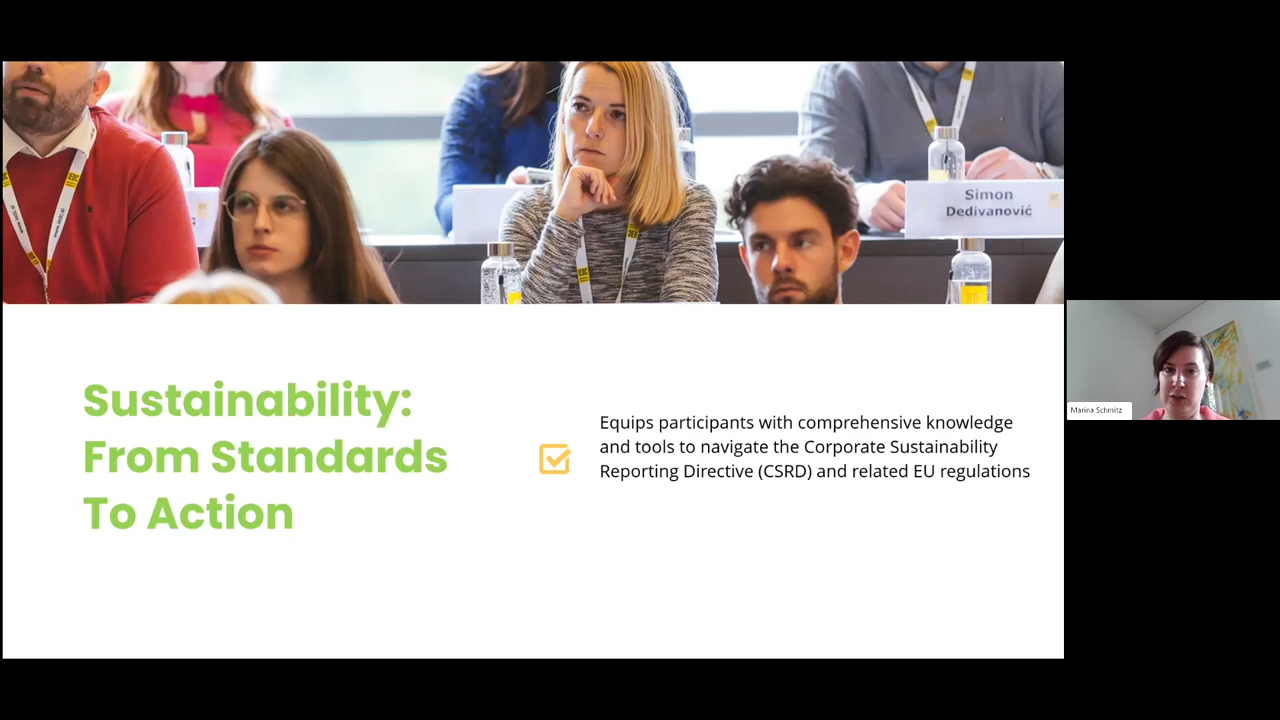 Simon
Dedivanović
Sustainability:
From Standards
To Action
Equips participants with comprehensive knowledge
and tools to navigate the Corporate Sustainability
Reporting Directive (CSRD) and related EU regulations
Marina Schmitz